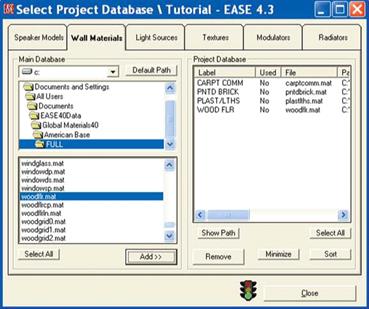 Select Project Database \ Tutorial - EASE 4.3
Speaker Models
Wall Materials
Light Sources
Textures
Modulators
Radiators
Main Database
c:
Default Path
Documents and Settings
All Users
Documents
EASE40Data
Global Materials40
American Base
FULL
windglass.mat
windowdp.mat
windowds.mat
windowsp.mat
woodflr.mat
woodflrcp.mat
woodflrln.mat
woodgrid0.mat
woodgrid1.mat
woodgrid2.mat
Select All
Add >>
Project Database
Label Used File Pa
CARPT COMM No carptcomm.mat C:\
PNTD BRICK No pntdbrick.mat C:\
PLAST/LTHS No plastlths.mat C:\
WOOD FLR No woodflr.mat C:\
Show Path
Select All
Remove
Minimize
Sort
Close